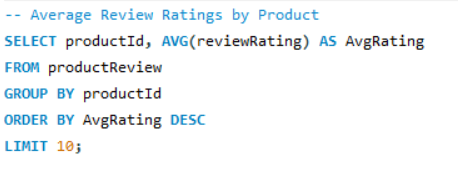 -- Average Review Ratings by Product
SELECT productId, AVG(reviewRating) AS AvgRating
FROM productReview
GROUP BY productId
ORDER BY AvgRating DESC
LIMIT 10;